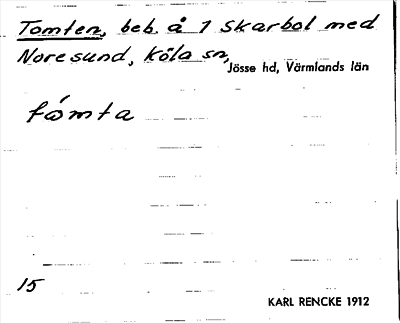 Tomten, beb. å 1 Skarbol med
Noresund, Köla sn,
Jösse hd, Värmlands län
tómta
15
KARL RENCKE 1912